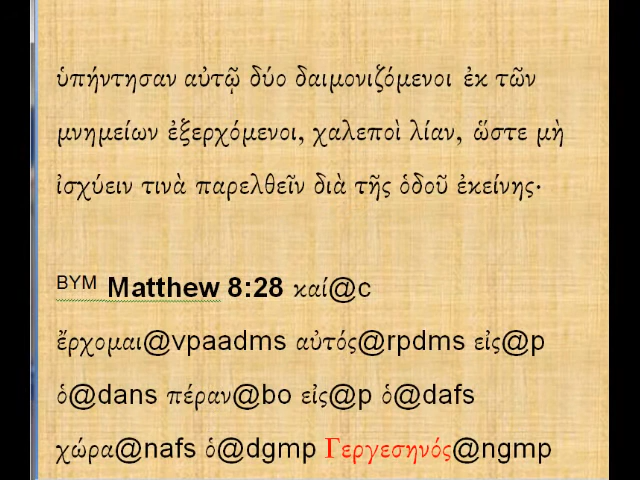 ὑπήντησαν αὐτῷ δύο δαιμονιζόμενοι ἐκ τῶν
μνημείων ἐξερχόμενοι, χαλεποὶ λίαν, ὥστε μὴ
ἰσχύειν τινὰ παρελθεῖν διὰ τῆς ὁδοῦ ἐκείνης·
BYM Matthew 8:28 καί@c
ἔρχομαι@vpaadms αὐτός@rpdms εἰς@p
ὁ@dans πέραν@bo εἰς@p ὁ@dafs
χώρα@nafs ὁ@dgmp Γεργεσηνός@ngmp